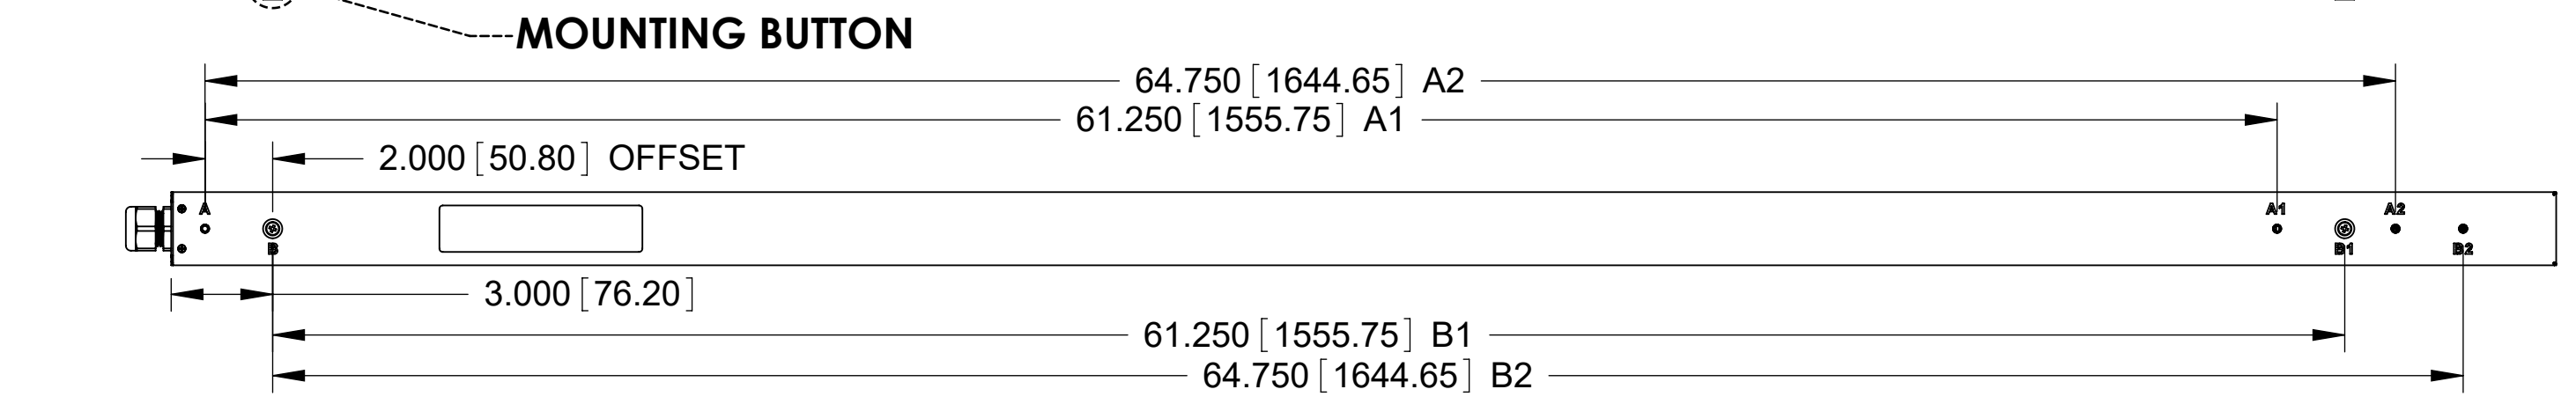 MOUNTING BUTTON
64.750 [1644.65] A2
61.250 [1555.75] A1
2.000 [50.80] OFFSET
A
A1
A2
B
B1
B2
3.000 [76.20]
61.250 [1555.75] B1
64.750 [1644.65] B2